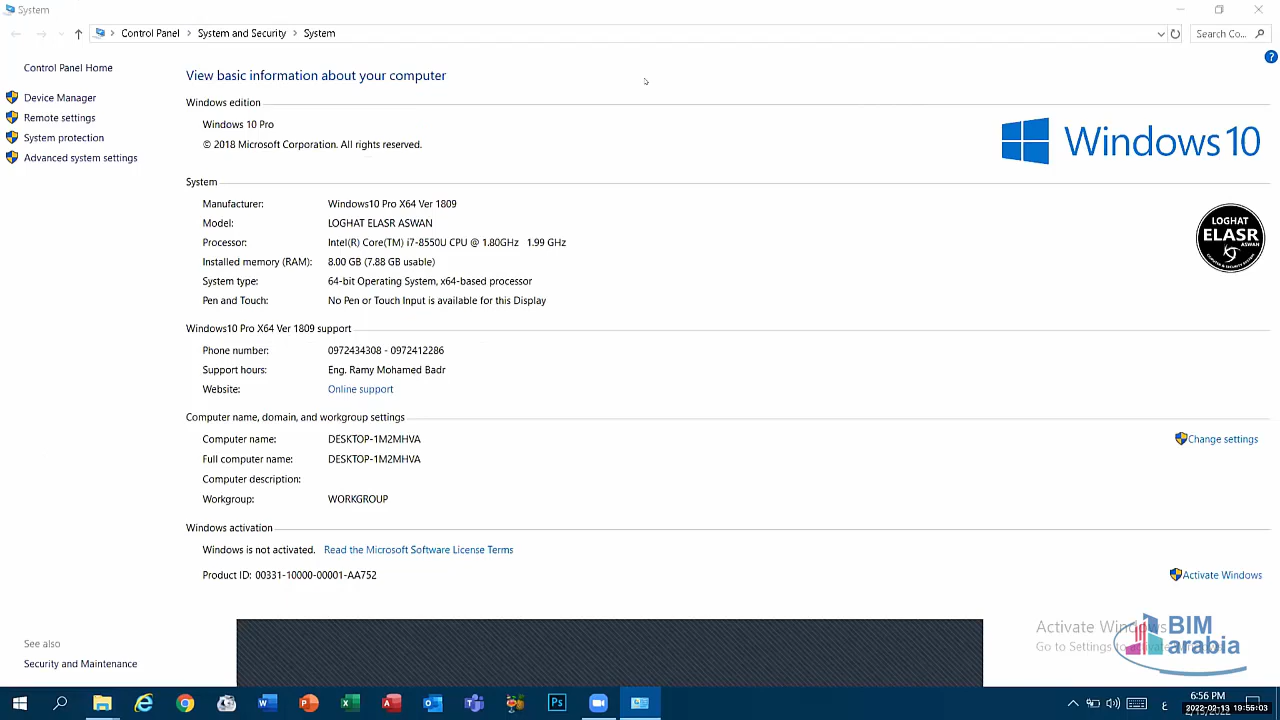 System
Control Panel > System and Security > System
Search Co...
Control Panel Home
Device Manager
Remote settings
System protection
Advanced system settings
View basic information about your computer
Windows edition
Windows 10 Pro
© 2018 Microsoft Corporation. All rights reserved.
Windows 10
System
Manufacturer: Windows10 Pro X64 Ver 1809
Model: LOGHAT ELASR ASWAN
Processor: Intel(R) Core(TM) i7-8550U CPU @ 1.80GHz 1.99 GHz
Installed memory (RAM): 8.00 GB (7.88 GB usable)
System type: 64-bit Operating System, x64-based processor
Pen and Touch: No Pen or Touch Input is available for this Display
LOGHAT
ELASR
ASWAN
Windows10 Pro X64 Ver 1809 support
Phone number: 0972434308 - 0972412286
Support hours: Eng. Ramy Mohamed Badr
Website: Online support
Computer name, domain, and workgroup settings
Computer name: DESKTOP-1M2MHVA
Change settings
Full computer name: DESKTOP-1M2MHVA
Computer description:
Workgroup: WORKGROUP
Windows activation
Windows is not activated. Read the Microsoft Software License Terms
Product ID: 00331-10000-00001-AA752
Activate Windows
See also
Security and Maintenance
Activate Windows
Go to Settings to activate
BIM
arabia
Ps
ع
6:56 PM
2022-02-13 19:56:03